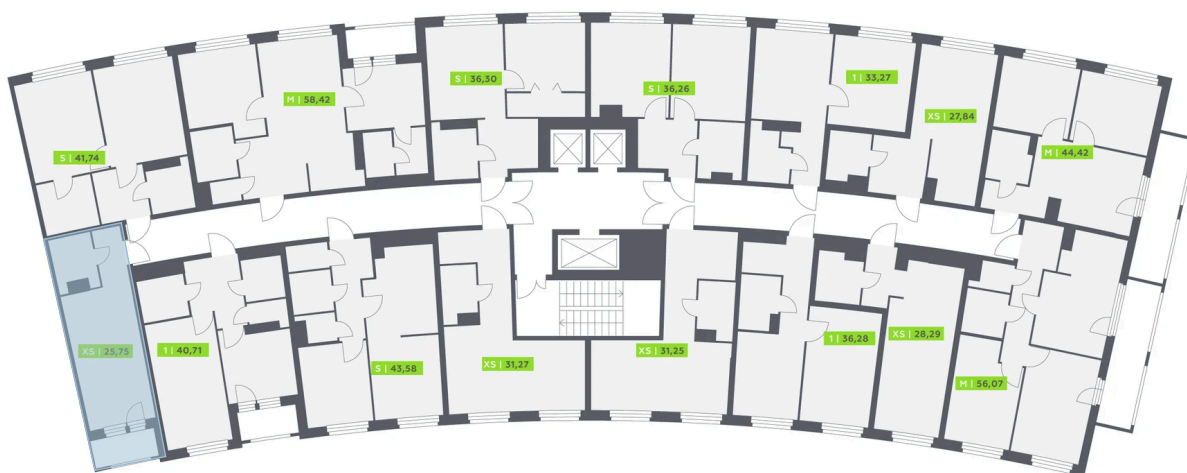 S | 41,74
M | 58,42
S | 36,30
S | 36,26
1 | 33,27
XS | 27,84
M | 44,42
XS | 25,75
1 | 40,71
S | 43,58
XS | 31,27
XS | 31,25
1 | 36,28
XS | 28,29
M | 56,07